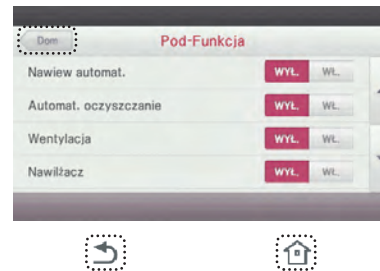 Dom Pod-Funkcja
Nawiew automat. WYŁ. WŁ.
Automat. oczyszczanie WYŁ. WŁ.
Wentylacja WYŁ. WŁ.
Nawilżacz WYŁ. WŁ.